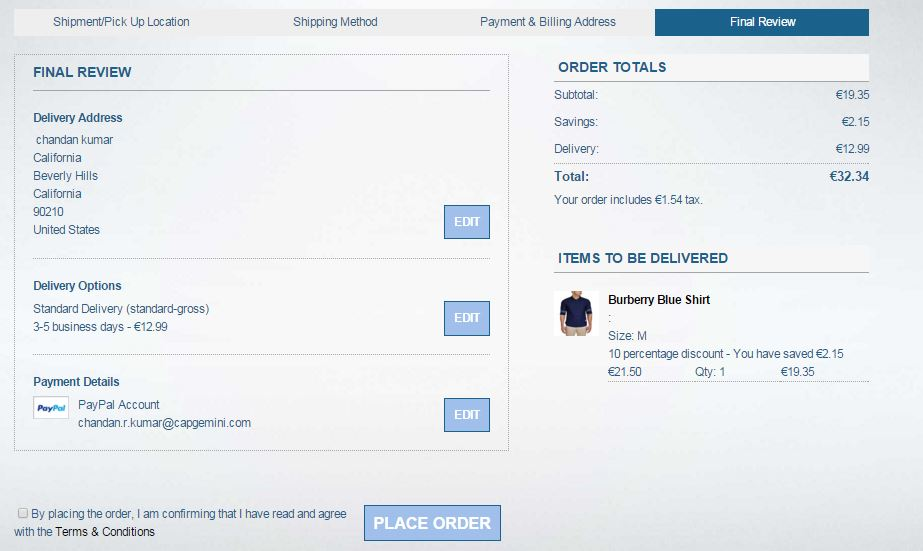 Shipment/Pick Up Location Shipping Method Payment & Billing Address Final Review
FINAL REVIEW
Delivery Address
chandan kumar
California
Beverly Hills
California
90210
United States
EDIT
Delivery Options
Standard Delivery (standard-gross)
3-5 business days - €12.99
EDIT
Payment Details
PayPal
PayPal Account
chandan.r.kumar@capgemini.com
EDIT
By placing the order, I am confirming that I have read and agree
with the Terms & Conditions
PLACE ORDER
ORDER TOTALS
Subtotal: €19.35
Savings: €2.15
Delivery: €12.99
Total: €32.34
Your order includes €1.54 tax.
ITEMS TO BE DELIVERED
Burberry Blue Shirt
:
Size: M
10 percentage discount - You have saved €2.15
€21.50 Qty: 1 €19.35